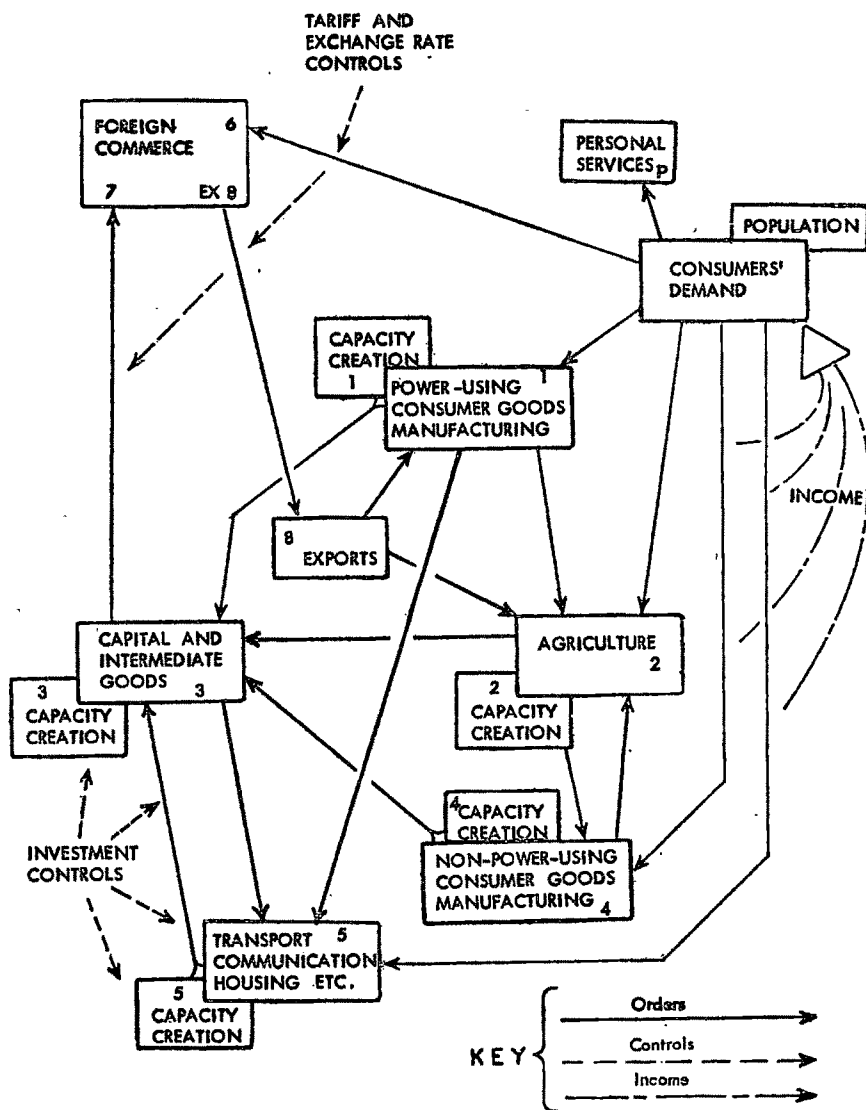 TARIFF AND
EXCHANGE RATE
CONTROLS
FOREIGN 6
COMMERCE
7 EX 8
PERSONAL
SERVICES P
POPULATION
CONSUMERS'
DEMAND
CAPACITY
CREATION
1
1
POWER-USING
CONSUMER GOODS
MANUFACTURING
INCOME
8
EXPORTS
CAPITAL AND
INTERMEDIATE
GOODS 3
3
CAPACITY
CREATION
AGRICULTURE
2
2
CAPACITY
CREATION
4 CAPACITY
CREATION
NON-POWER-USING
CONSUMER GOODS
MANUFACTURING
4
INVESTMENT
CONTROLS
TRANSPORT 5
COMMUNICATION
HOUSING ETC.
5
CAPACITY
CREATION
KEY
Orders
Controls
Income